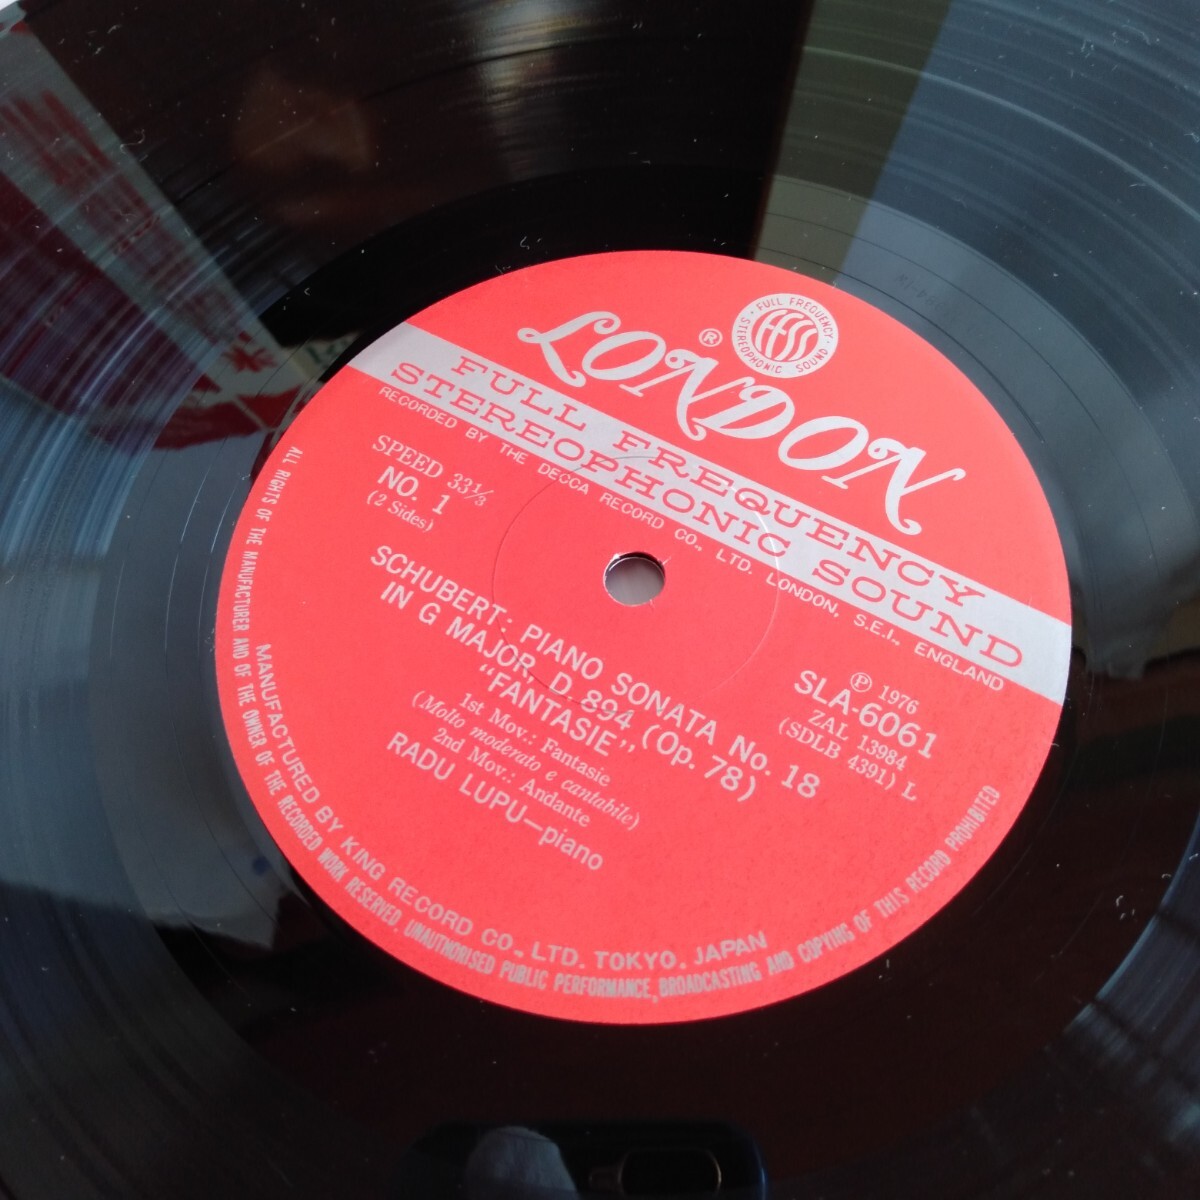 FULL FREQUENCY
STEREOPHONIC SOUND
ffss
LONDON ®
FULL FREQUENCY
STEREOPHONIC SOUND
RECORDED BY THE DECCA RECORD CO., LTD. LONDON, S.E.I., ENGLAND
SPEED 33⅓
NO. 1
(2 Sides)
℗ 1976
SLA-6061
ZAL 13984
(SDLB 4391) L
SCHUBERT: PIANO SONATA No. 18
IN G MAJOR, D. 894 (Op. 78)
"FANTASIE"
1st Mov.: Fantasie
(Molto moderato e cantabile)
2nd Mov.: Andante
RADU LUPU—piano
MANUFACTURED BY KING RECORD CO., LTD. TOKYO. JAPAN
ALL RIGHTS OF THE MANUFACTURER AND OF THE OWNER OF THE RECORDED WORK RESERVED. UNAUTHORISED PUBLIC PERFORMANCE, BROADCASTING AND COPYING OF THIS RECORD PROHIBITED